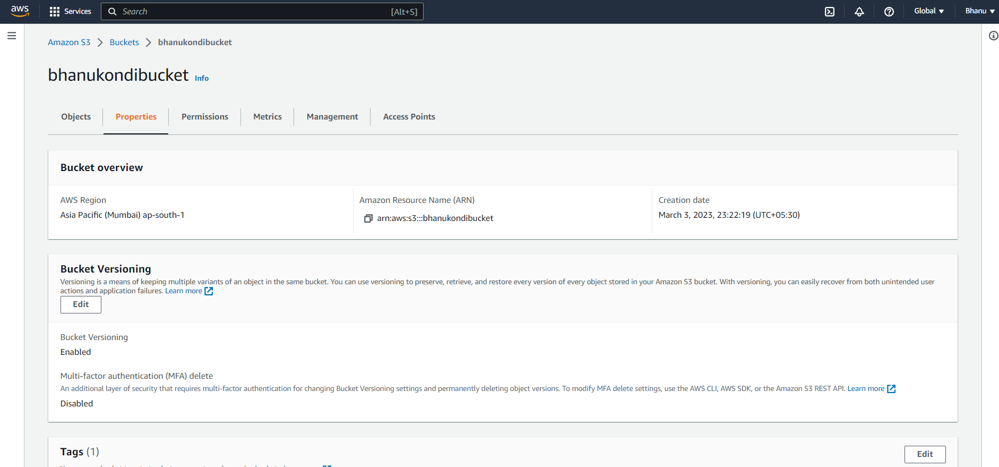 aws Services Search [Alt+S] Global Bhanu
Amazon S3 Buckets bhanukondibucket
bhanukondibucket Info
Objects Properties Permissions Metrics Management Access Points
Bucket overview
AWS Region Amazon Resource Name (ARN) Creation date
Asia Pacific (Mumbai) ap-south-1 arn:aws:s3:::bhanukondibucket March 3, 2023, 23:22:19 (UTC+05:30)
Bucket Versioning
Versioning is a means of keeping multiple variants of an object in the same bucket. You can use versioning to preserve, retrieve, and restore every version of every object stored in your Amazon S3 bucket. With versioning, you can easily recover from both unintended user
actions and application failures. Learn more
Edit
Bucket Versioning
Enabled
Multi-factor authentication (MFA) delete
An additional layer of security that requires multi-factor authentication for changing Bucket Versioning settings and permanently deleting object versions. To modify MFA delete settings, use the AWS CLI, AWS SDK, or the Amazon S3 REST API. Learn more
Disabled
Tags (1) Edit